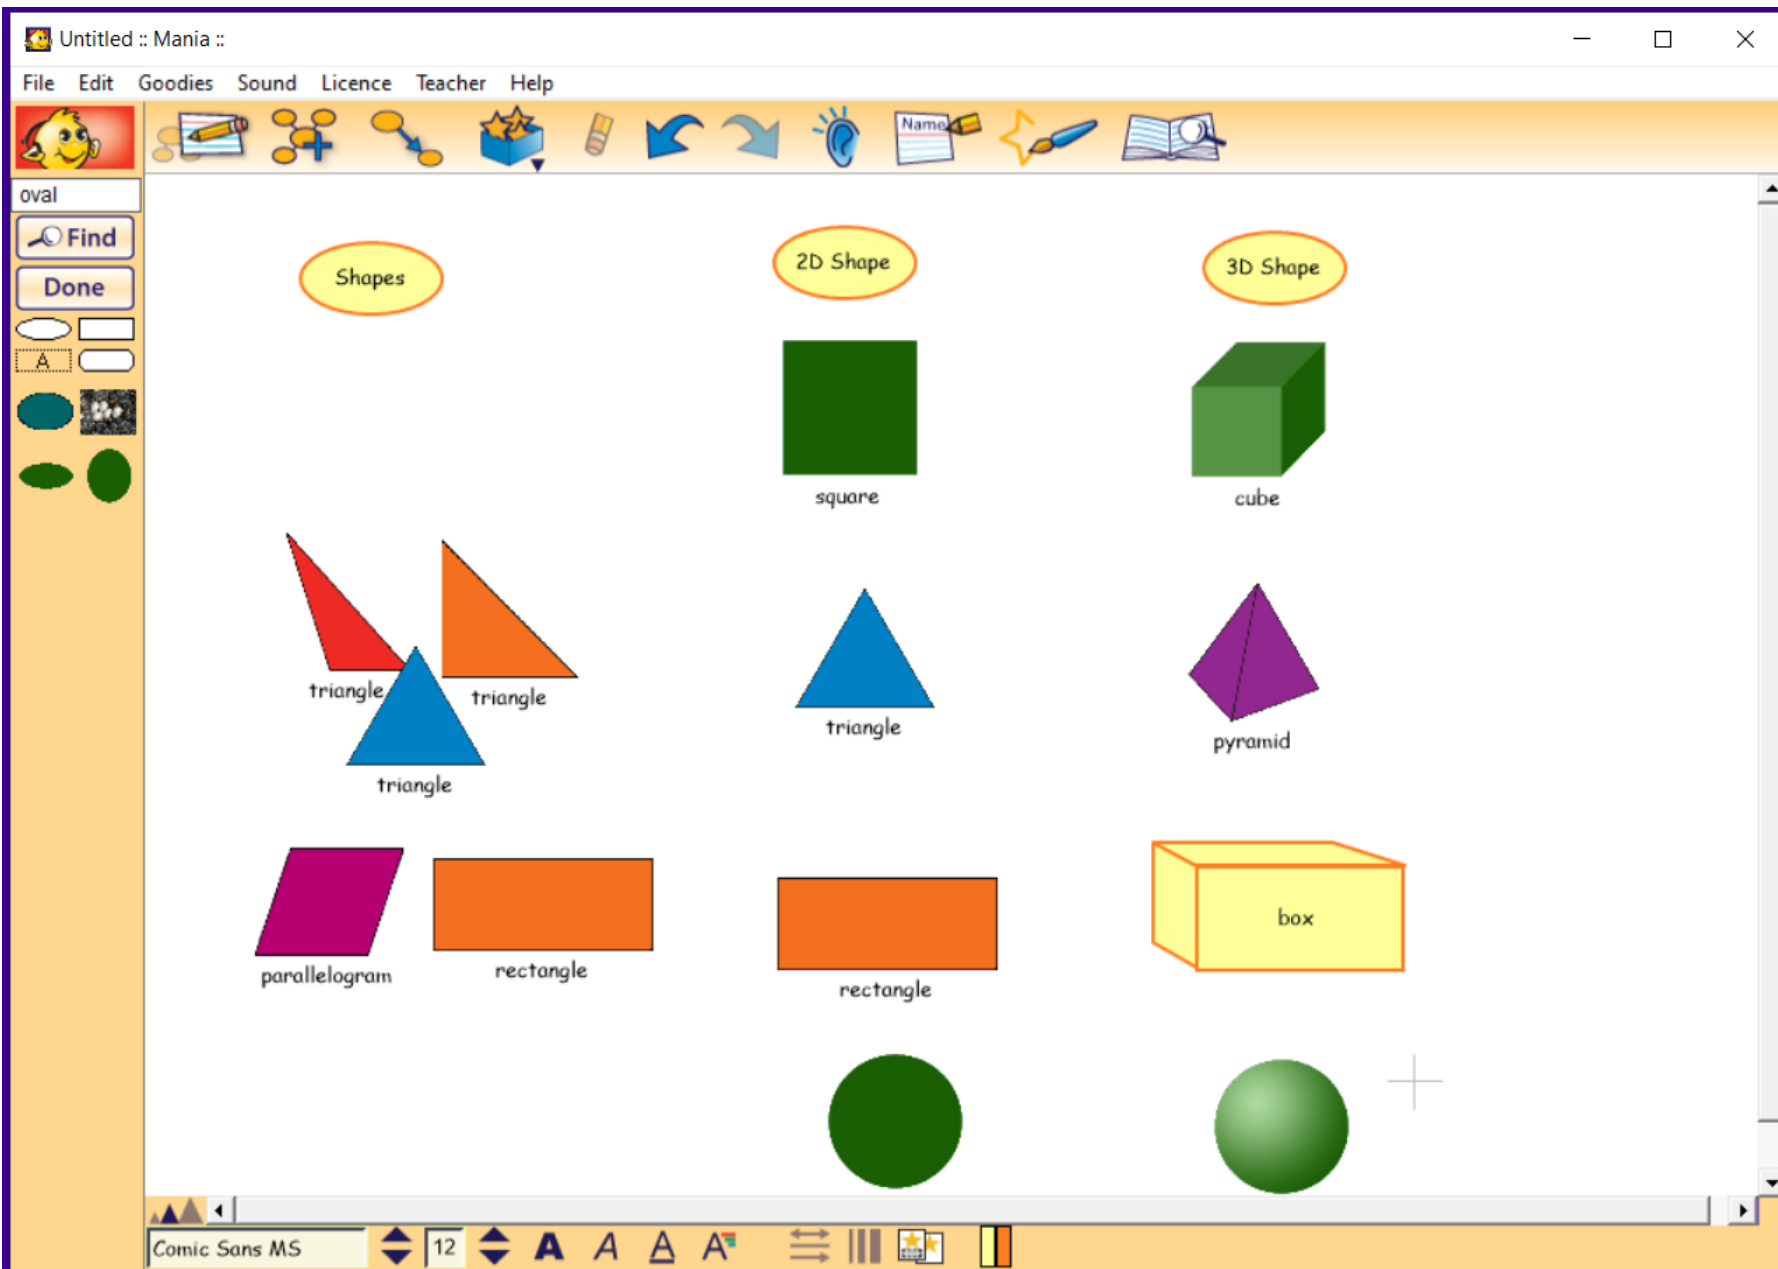 Untitled :: Mania ::
File Edit Goodies Sound Licence Teacher Help
Name
oval
Find
Done
A
Shapes
2D Shape
3D Shape
square
cube
triangle
triangle
triangle
triangle
pyramid
parallelogram
rectangle
rectangle
box
Comic Sans MS
12
A A A A